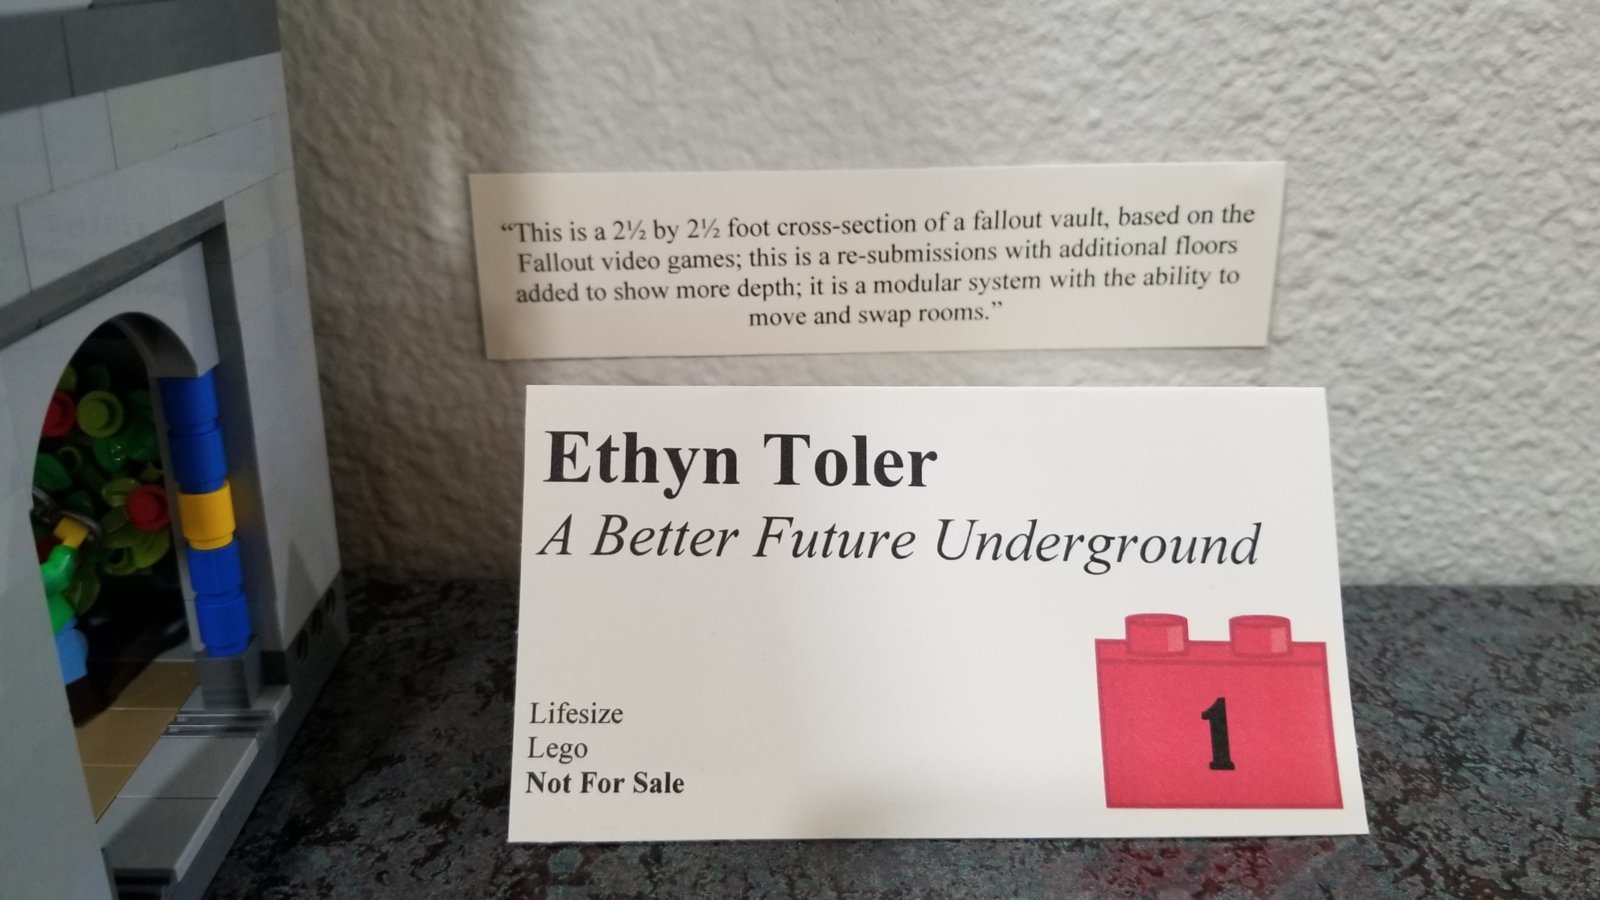 “This is a 2½ by 2½ foot cross-section of a fallout vault, based on the
Fallout video games; this is a re-submissions with additional floors
added to show more depth; it is a modular system with the ability to
move and swap rooms.”
Ethyn Toler
A Better Future Underground
Lifesize
Lego
Not For Sale
1